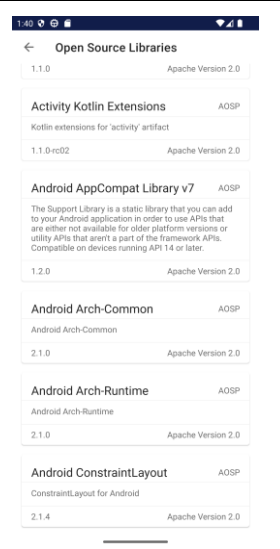 1:40
Open Source Libraries
1.1.0 Apache Version 2.0
Activity Kotlin Extensions AOSP
Kotlin extensions for 'activity' artifact
1.1.0-rc02 Apache Version 2.0
Android AppCompat Library v7 AOSP
The Support Library is a static library that you can add
to your Android application in order to use APIs that
are either not available for older platform versions or
utility APIs that aren't a part of the framework APIs.
Compatible on devices running API 14 or later.
1.2.0 Apache Version 2.0
Android Arch-Common AOSP
Android Arch-Common
2.1.0 Apache Version 2.0
Android Arch-Runtime AOSP
Android Arch-Runtime
2.1.0 Apache Version 2.0
Android ConstraintLayout AOSP
ConstraintLayout for Android
2.1.4 Apache Version 2.0